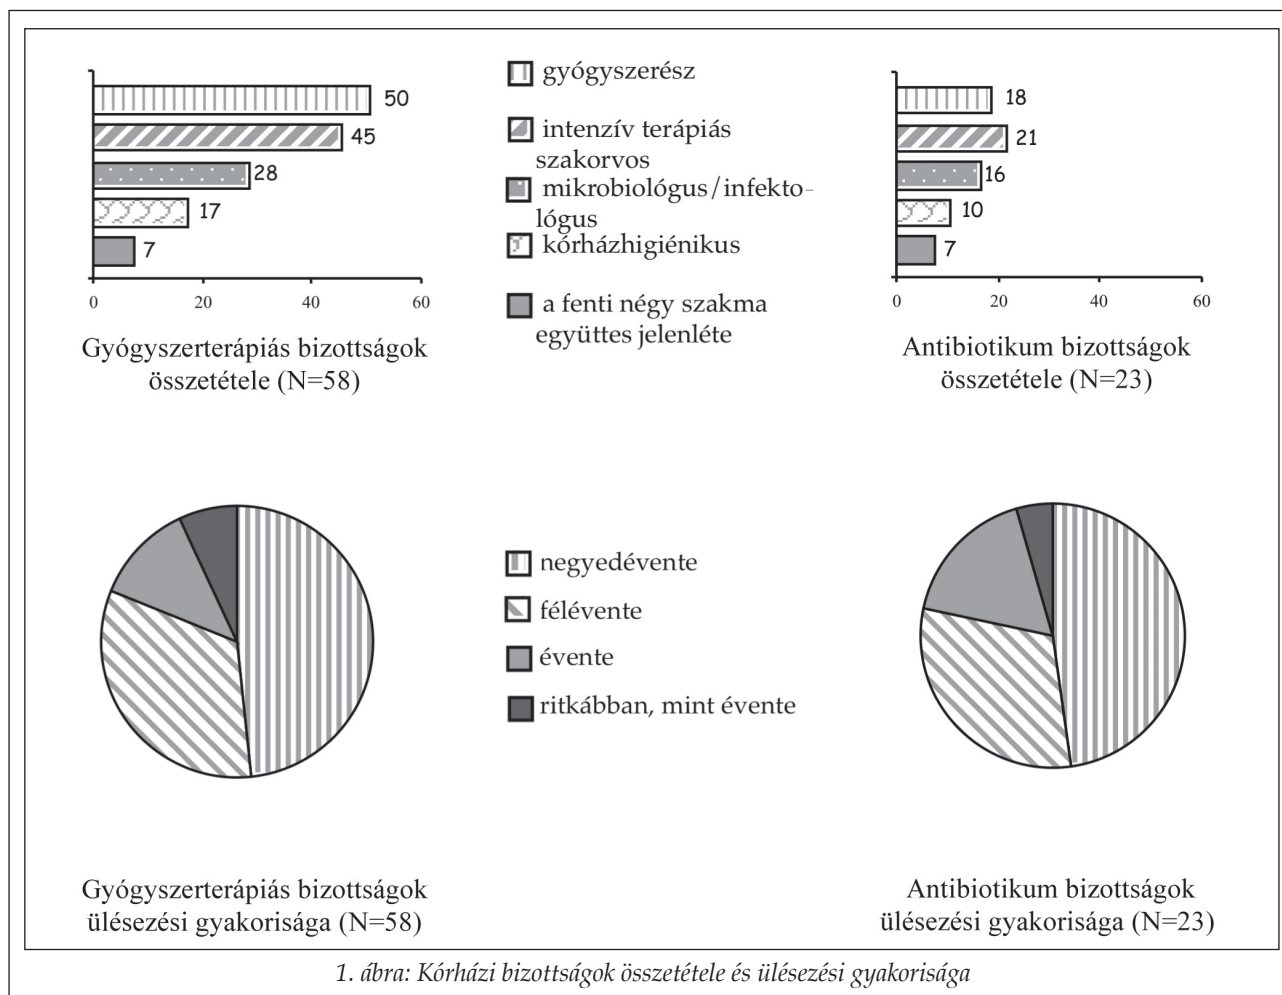 50
45
28
17
7
0 20 40 60
Gyógyszerterápiás bizottságok
összetétele (N=58)
gyógyszerész
intenzív terápiás
szakorvos
mikrobiológus/infekto-
lógus
kórházhigiénikus
a fenti négy szakma
együttes jelenléte
18
21
16
10
7
0 20 40 60
Antibiotikum bizottságok
összetétele (N=23)
negyedévente
félévente
évente
ritkábban, mint évente
Gyógyszerterápiás bizottságok
ülésezési gyakorisága (N=58)
Antibiotikum bizottságok
ülésezési gyakorisága (N=23)
1. ábra: Kórházi bizottságok összetétele és ülésezési gyakorisága